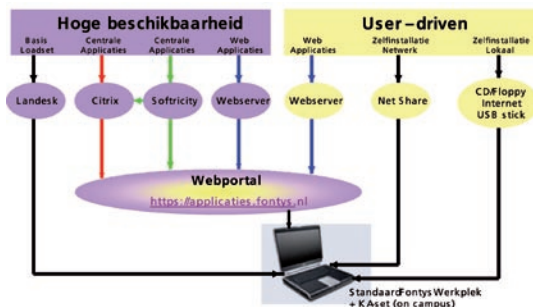 Hoge beschikbaarheid
User-driven
Basis
Loadset
Centrale
Applicaties
Centrale
Applicaties
Web
Applicaties
Web
Applicaties
Zelfinstallatie
Netwerk
Zelfinstallatie
Lokaal
Landesk
Citrix
Softricity
Webserver
Webserver
Net Share
CD/Floppy
Internet
USB stick
Webportal
https://applicaties.fontys.nl
Standaard Fontys Werkplek
+ KAset (on campus)